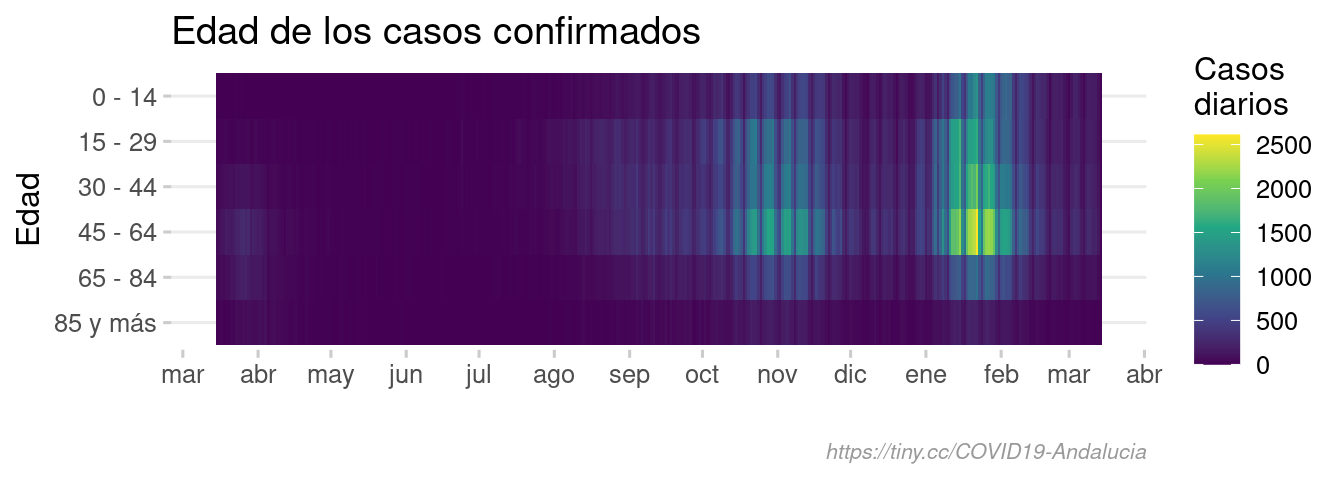 Edad de los casos confirmados
Casos
diarios
Edad
0 - 14
15 - 29
30 - 44
45 - 64
65 - 84
85 y más
2500
2000
1500
1000
500
0
mar abr may jun jul ago sep oct nov dic ene feb mar abr
https://tiny.cc/COVID19-Andalucia